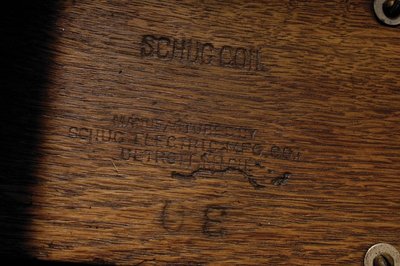 SCHUG COIL
MANUFACTURED BY
SCHUG ELECTRIC MFG. CO.
DETROIT MICH.
U E